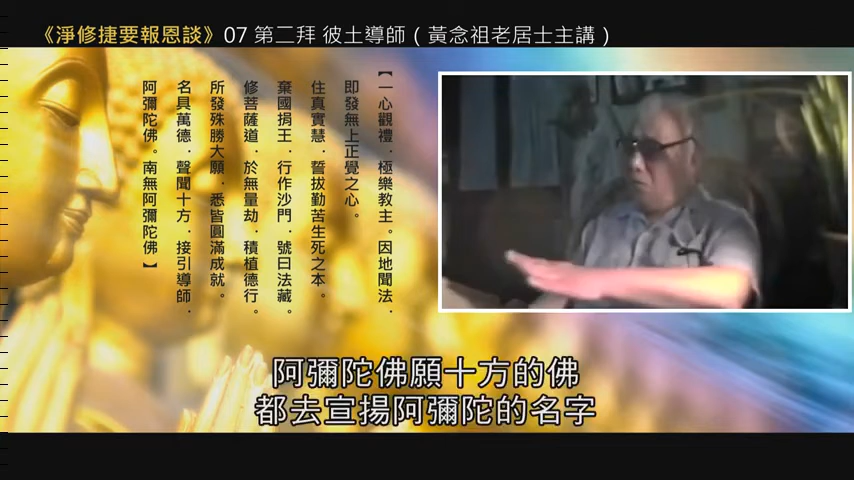 《淨修捷要報恩談》07 第二拜 彼土導師（黃念祖老居士主講）
【一心觀禮．極樂教主。因地聞法．
即發無上正覺之心。
住真實慧．誓拔勤苦生死之本．
棄國捐王．行作沙門．號曰法藏。
修菩薩道．於無量劫．積植德行。
所發殊勝大願．悉皆圓滿成就。
名具萬德．聲聞十方．接引導師．
阿彌陀佛。南無阿彌陀佛】
阿彌陀佛願十方的佛
都去宣揚阿彌陀的名字